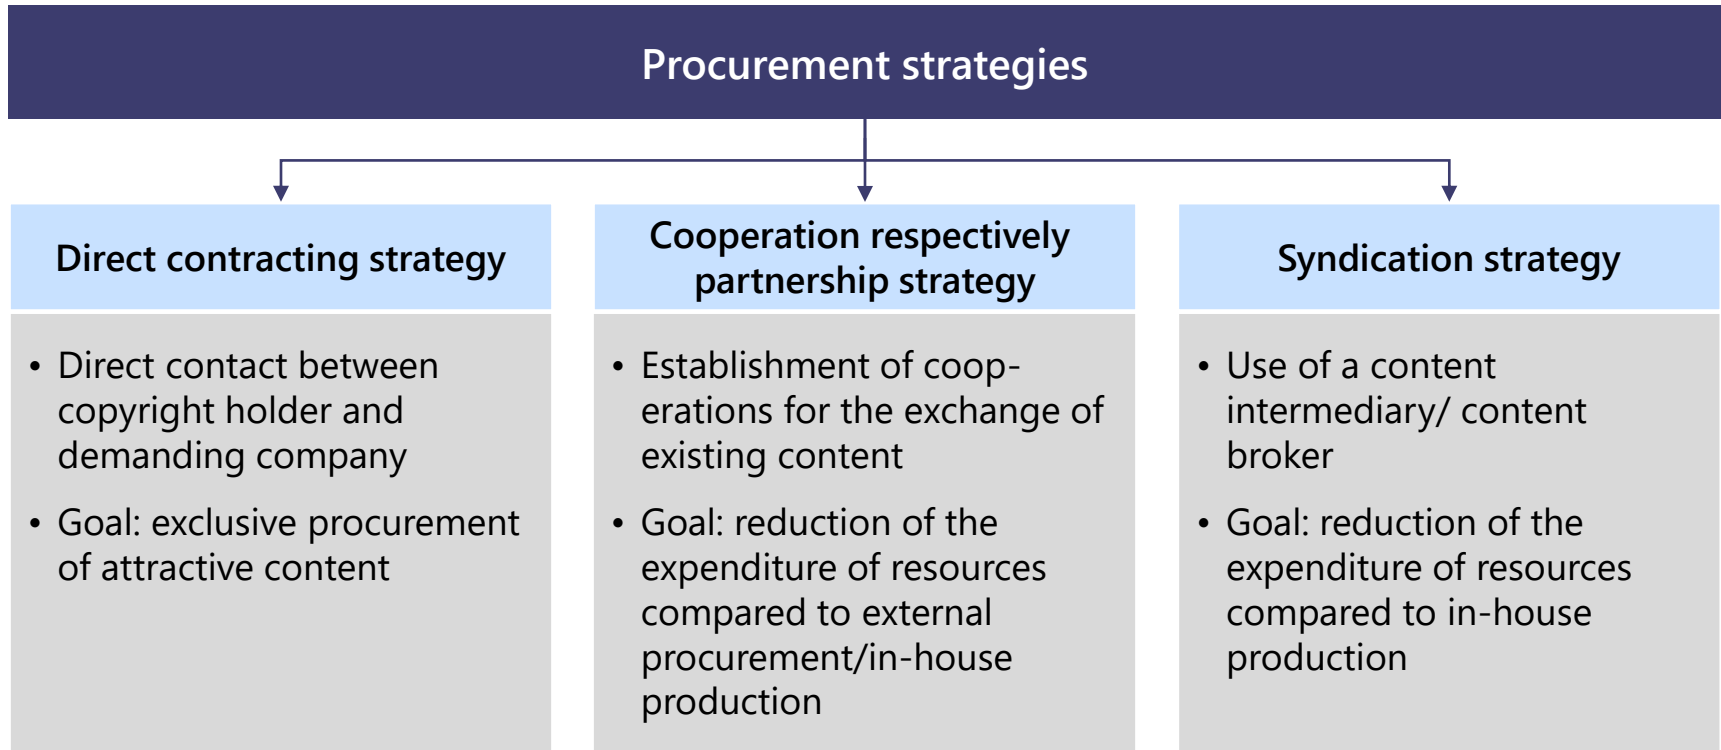 Procurement strategies
Direct contracting strategy
• Direct contact between
copyright holder and
demanding company
• Goal: exclusive procurement
of attractive content
Cooperation respectively
partnership strategy
• Establishment of coop-
erations for the exchange of
existing content
• Goal: reduction of the
expenditure of resources
compared to external
procurement/in-house
production
Syndication strategy
• Use of a content
intermediary/ content
broker
• Goal: reduction of the
expenditure of resources
compared to in-house
production